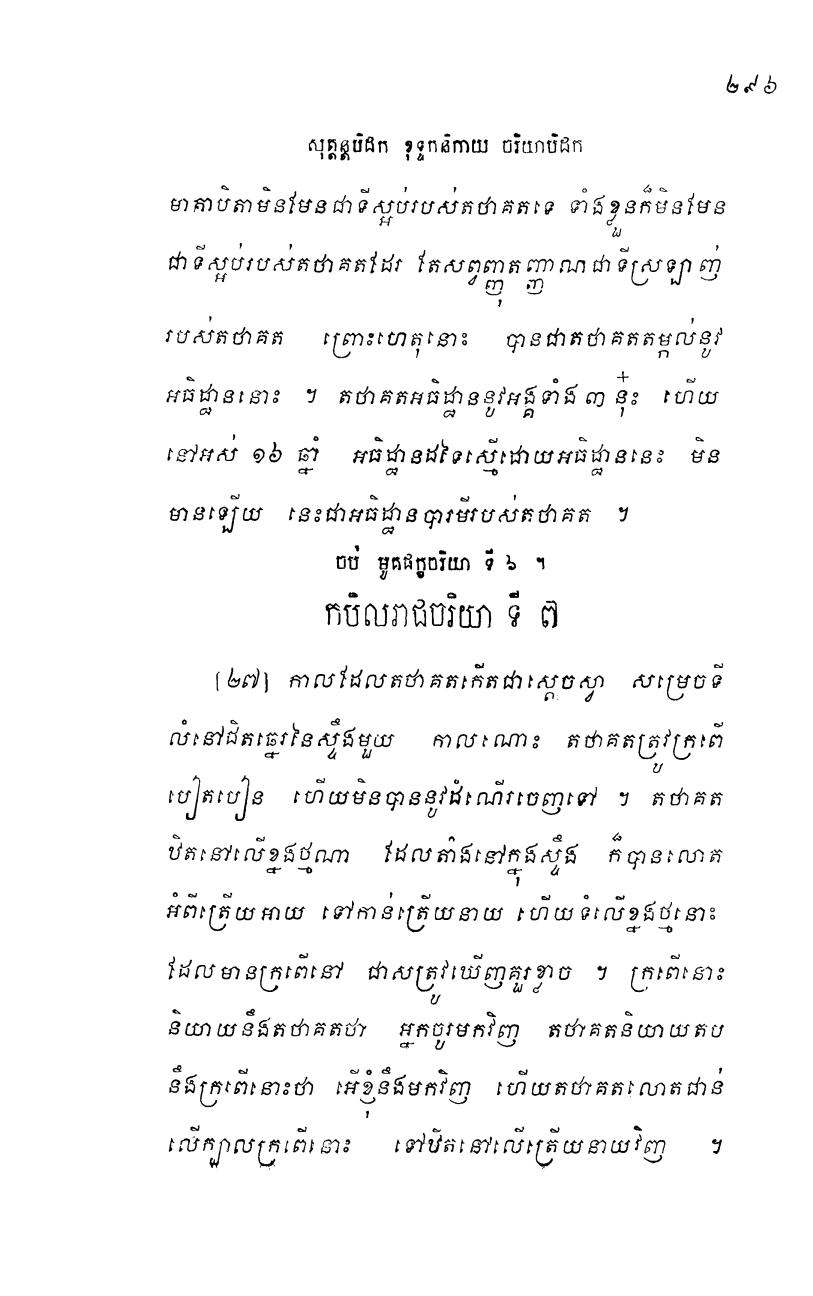 ២៩៦
សុត្តន្តបិដក ខុទ្ទកនិកាយ ចរិយាបិដក
មាតាបិតាមិនមែនជាទីស្អប់របស់តថាគតទេ ទាំងខ្លួនក៏មិនមែន
ជាទីស្អប់របស់តថាគតដែរ តែសព្វញ្ញុតញ្ញាណជាទីស្រឡាញ់
របស់តថាគត ព្រោះហេតុនោះ បានជាតថាគតតម្កល់នូវ
អធិដ្ឋាននោះ ។ តថាគតអធិដ្ឋាននូវអង្គទាំង ៣ នុ៎ះ ហើយ
នៅអស់ ១៦ ឆ្នាំ អធិដ្ឋានដទៃស្មើដោយអធិដ្ឋាននេះ មិន
មានឡើយ នេះជាអធិដ្ឋានបារមីរបស់តថាគត ។
ចប់ មូគផក្ខចរិយា ទី ៦ ។
កបិលរាជចរិយា ទី ៧
(២៧) កាលដែលតថាគតកើតជាស្តេចស្វា សម្រេចទី
លំនៅជិតឆ្នេរនៃស្ទឹងមួយ កាលណោះ តថាគតត្រូវក្រពើ
បៀតបៀន ហើយមិនបាននូវដំណើរចេញទៅ ។ តថាគត
ឋិតនៅលើខ្នងថ្មណា ដែលតាំងនៅក្នុងស្ទឹង ក៏បានលោត
អំពីត្រើយអាយ ទៅកាន់ត្រើយនាយ ហើយទំលើខ្នងថ្មនោះ
ដែលមានក្រពើនៅ ជាសត្រូវឃើញគួរខ្លាច ។ ក្រពើនោះ
និយាយនឹងតថាគតថា អ្នកចូរមកវិញ តថាគតនិយាយតប
នឹងក្រពើនោះថា អើខ្ញុំនឹងមកវិញ ហើយតថាគតលោតជាន់
លើក្បាលក្រពើនោះ ទៅឋិតនៅលើត្រើយនាយវិញ ។